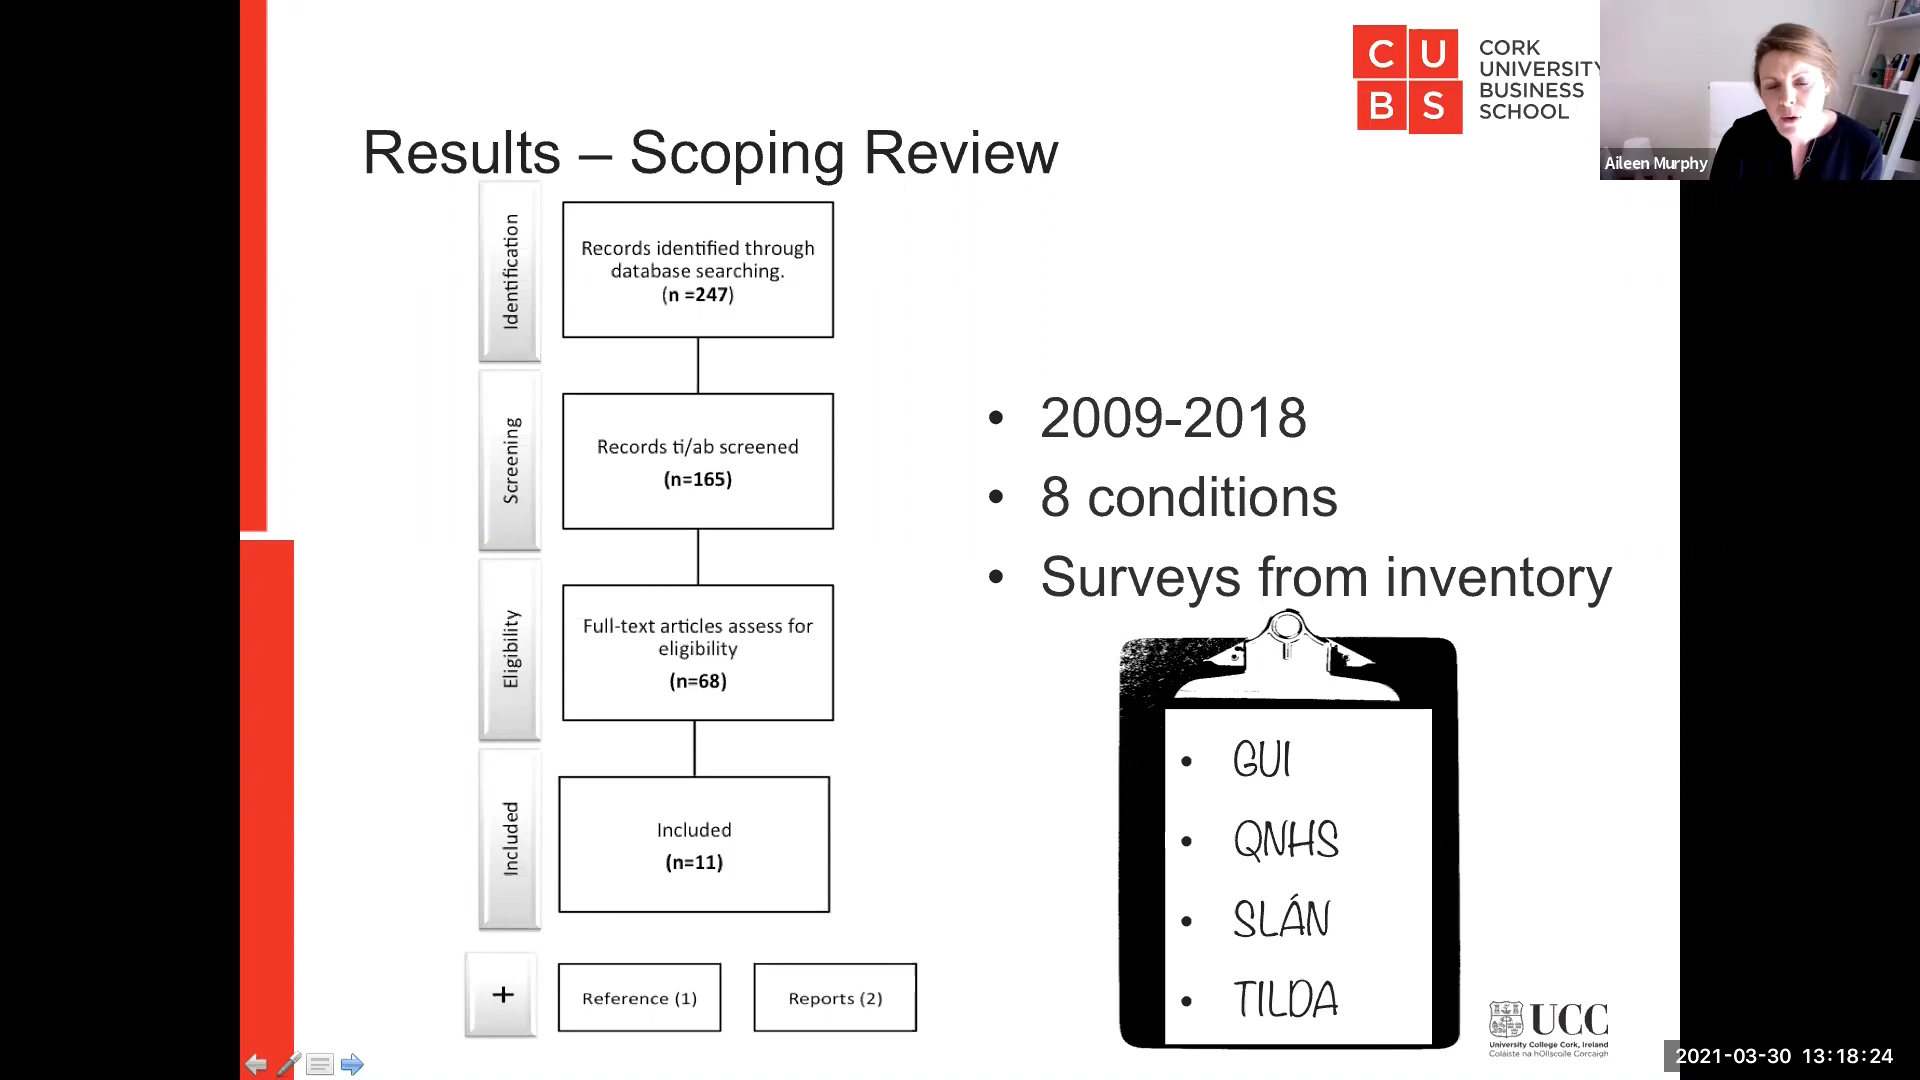 C U
B S
CORK
UNIVERSITY
BUSINESS
SCHOOL
Aileen Murphy
Results – Scoping Review
Identification
Records identified through
database searching.
(n =247)
Screening
Records ti/ab screened
(n=165)
Eligibility
Full-text articles assess for
eligibility
(n=68)
Included
Included
(n=11)
+
Reference (1)
Reports (2)
• 2009-2018
• 8 conditions
• Surveys from inventory
• GUI
• QNHS
• SLÁN
• TILDA
UCC
University College Cork, Ireland
Coláiste na hOllscoile Corcaigh
2021-03-30 13:18:24